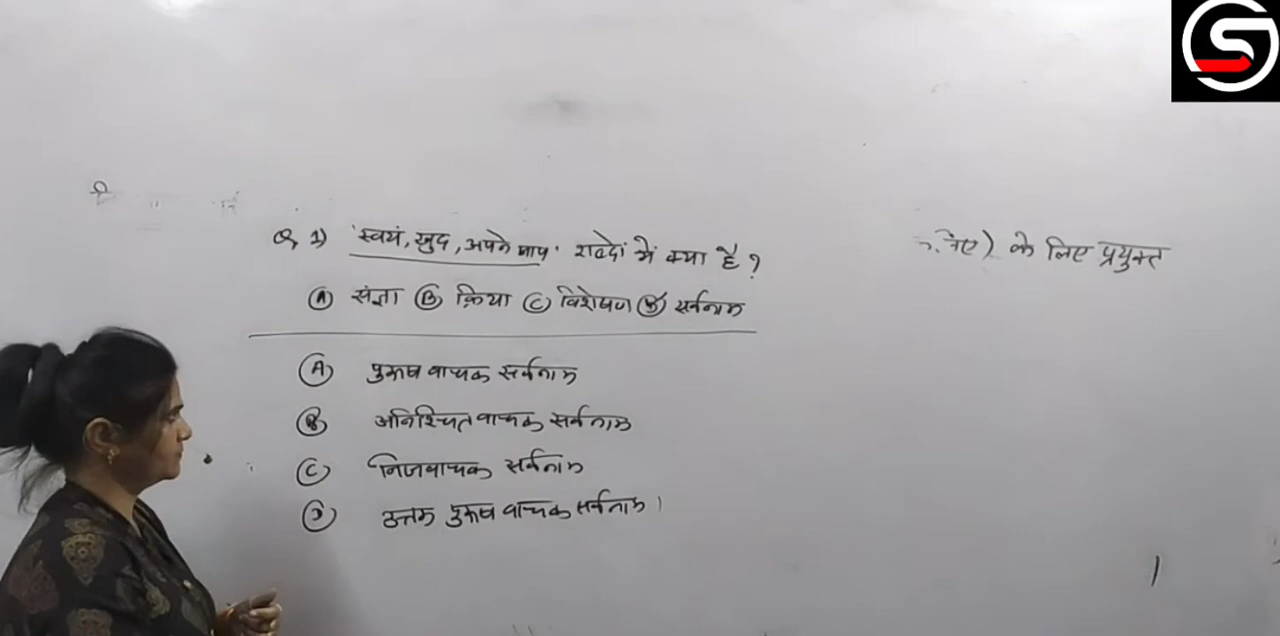 Q 1) 'स्वयं, खुद, अपने आप' शब्दों में क्या है ?
Ⓐ संज्ञा Ⓑ क्रिया Ⓒ विशेषण Ⓓ सर्वनाम
Ⓐ पुरुष वाचक सर्वनाम
Ⓑ अनिश्चित वाचक सर्वनाम
Ⓒ निजवाचक सर्वनाम
Ⓓ उत्तम पुरुष वाचक सर्वनाम।
के लिए प्रयुक्त